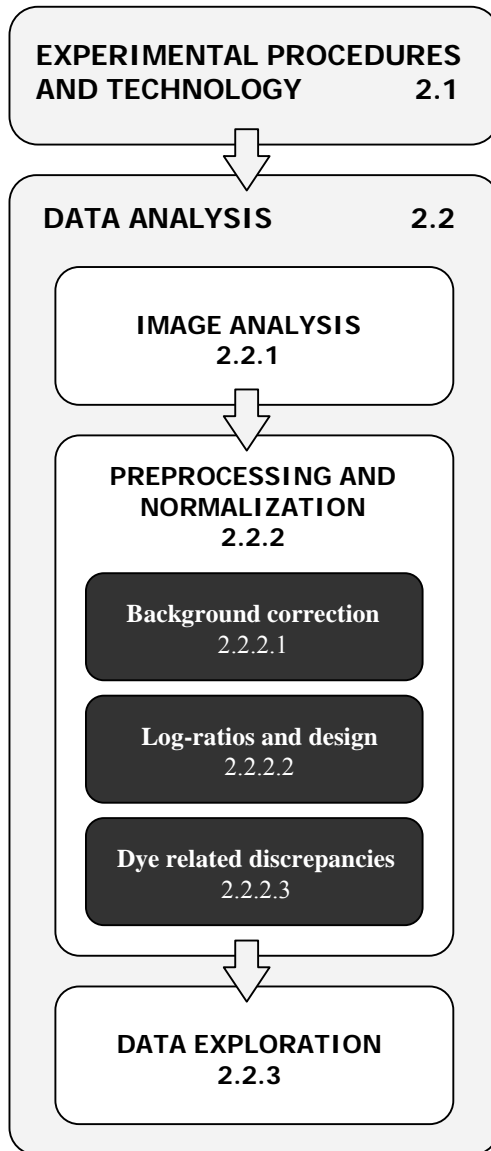 EXPERIMENTAL PROCEDURES
AND TECHNOLOGY 2.1
DATA ANALYSIS 2.2
IMAGE ANALYSIS
2.2.1
PREPROCESSING AND
NORMALIZATION
2.2.2
Background correction
2.2.2.1
Log-ratios and design
2.2.2.2
Dye related discrepancies
2.2.2.3
DATA EXPLORATION
2.2.3